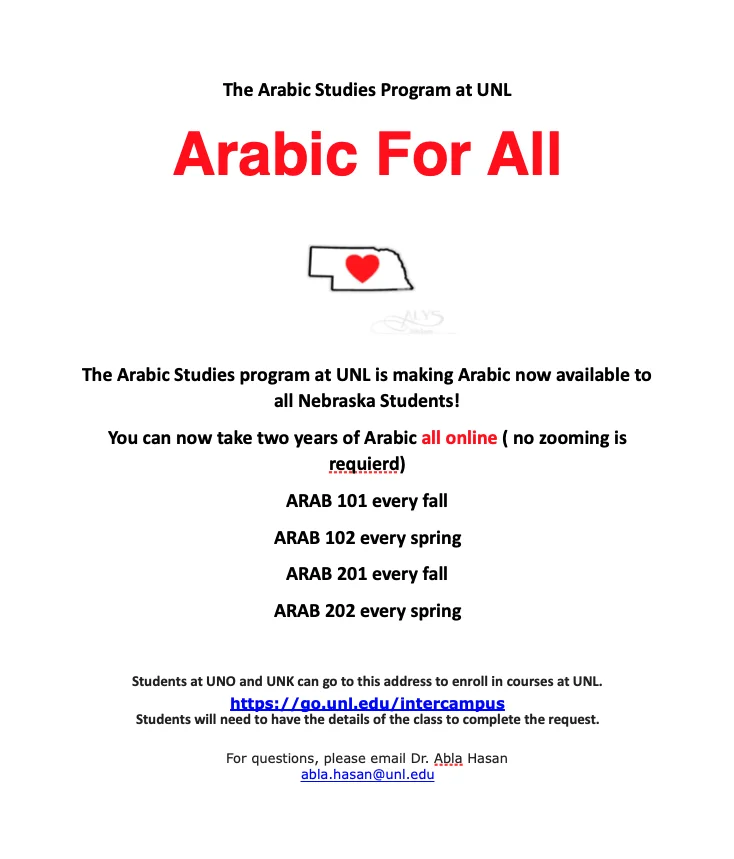 The Arabic Studies Program at UNL
Arabic For All
The Arabic Studies program at UNL is making Arabic now available to
all Nebraska Students!
You can now take two years of Arabic all online ( no zooming is
requierd)
ARAB 101 every fall
ARAB 102 every spring
ARAB 201 every fall
ARAB 202 every spring
Students at UNO and UNK can go to this address to enroll in courses at UNL.
https://go.unl.edu/intercampus
Students will need to have the details of the class to complete the request.
For questions, please email Dr. Abla Hasan
abla.hasan@unl.edu